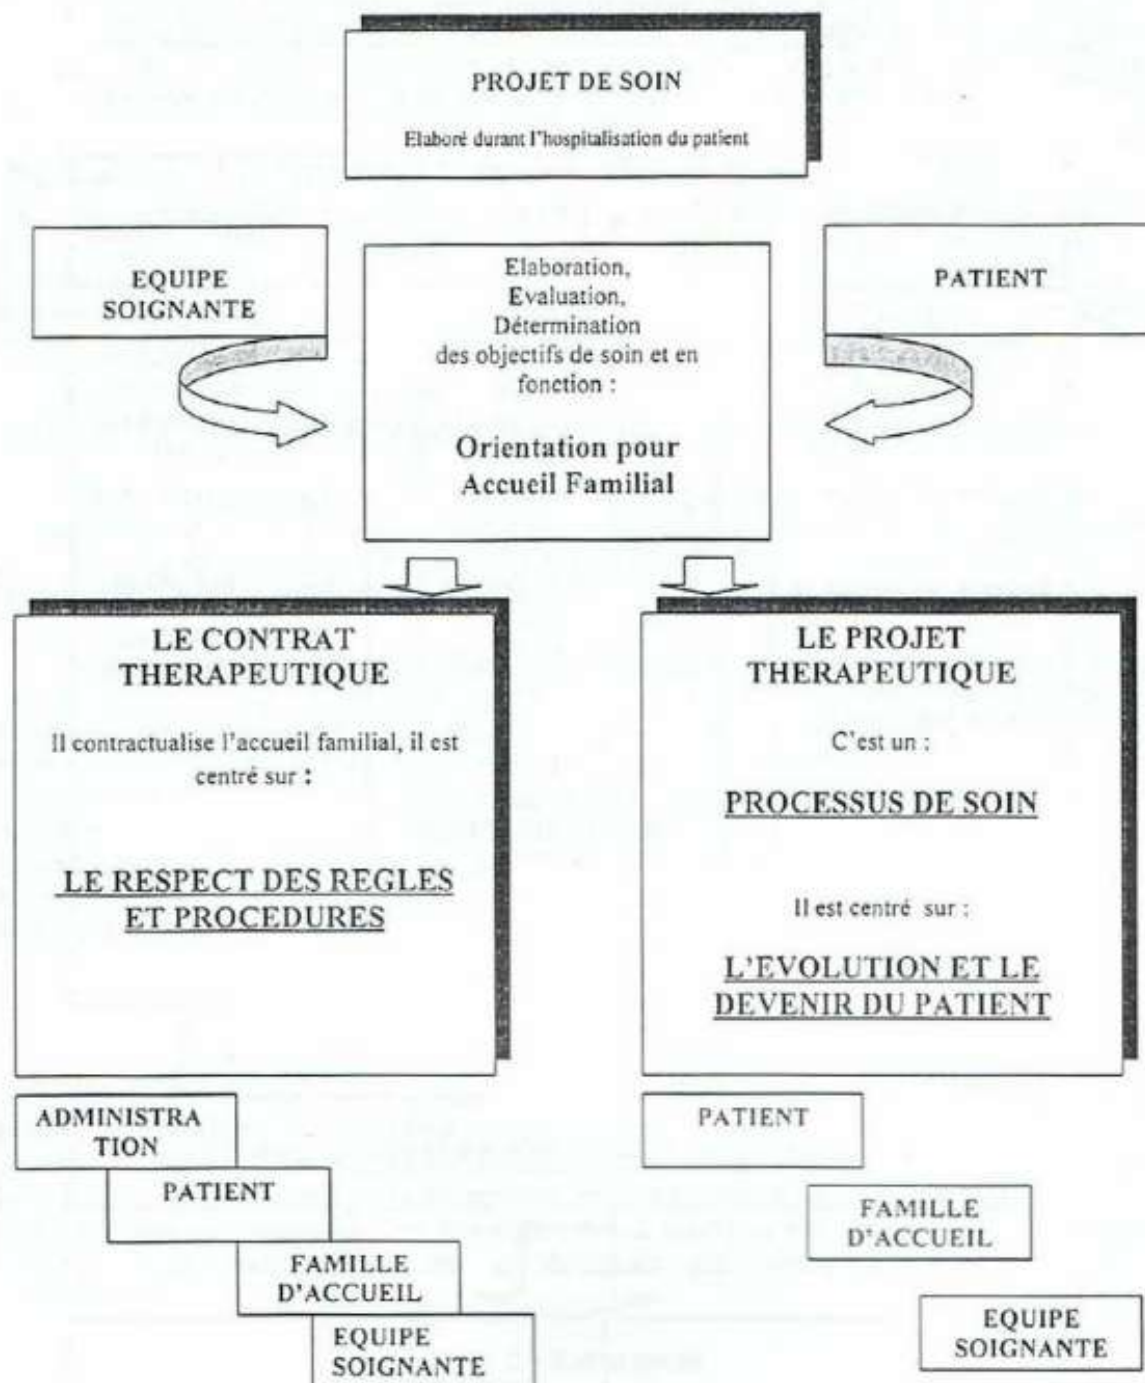 PROJET DE SOIN
Elaboré durant l'hospitalisation du patient
EQUIPE
SOIGNANTE
Elaboration,
Evaluation,
Détermination
des objectifs de soin et en
fonction :
Orientation pour
Accueil Familial
PATIENT
LE CONTRAT
THERAPEUTIQUE
Il contractualise l'accueil familial, il est
centré sur :
LE RESPECT DES REGLES
ET PROCEDURES
LE PROJET
THERAPEUTIQUE
C'est un :
PROCESSUS DE SOIN
Il est centré sur :
L'EVOLUTION ET LE
DEVENIR DU PATIENT
ADMINISTRA
TION
PATIENT
FAMILLE
D'ACCUEIL
EQUIPE
SOIGNANTE
PATIENT
FAMILLE
D'ACCUEIL
EQUIPE
SOIGNANTE